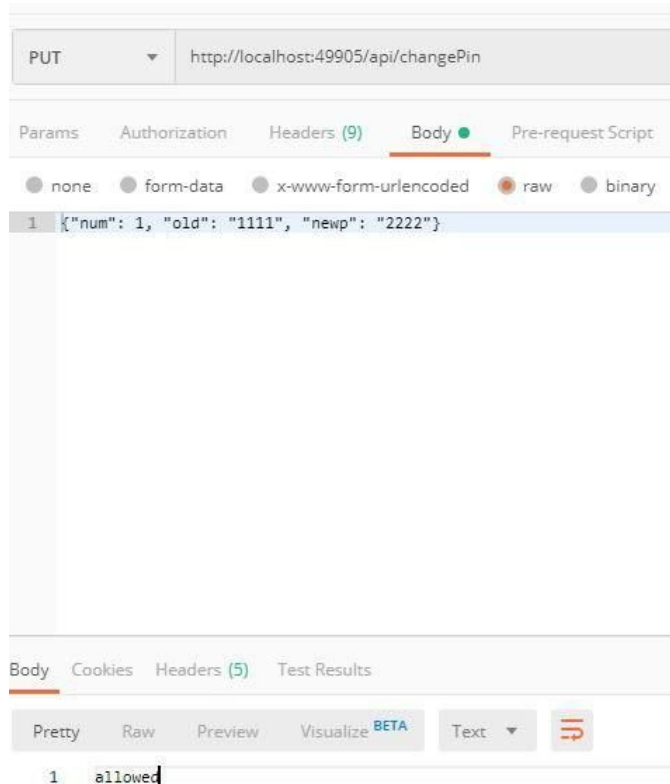 PUT http://localhost:49905/api/changePin
Params Authorization Headers (9) Body Pre-request Script
none form-data x-www-form-urlencoded raw binary
1 {"num": 1, "old": "1111", "newp": "2222"}
Body Cookies Headers (5) Test Results
Pretty Raw Preview Visualize BETA Text
1 allowed